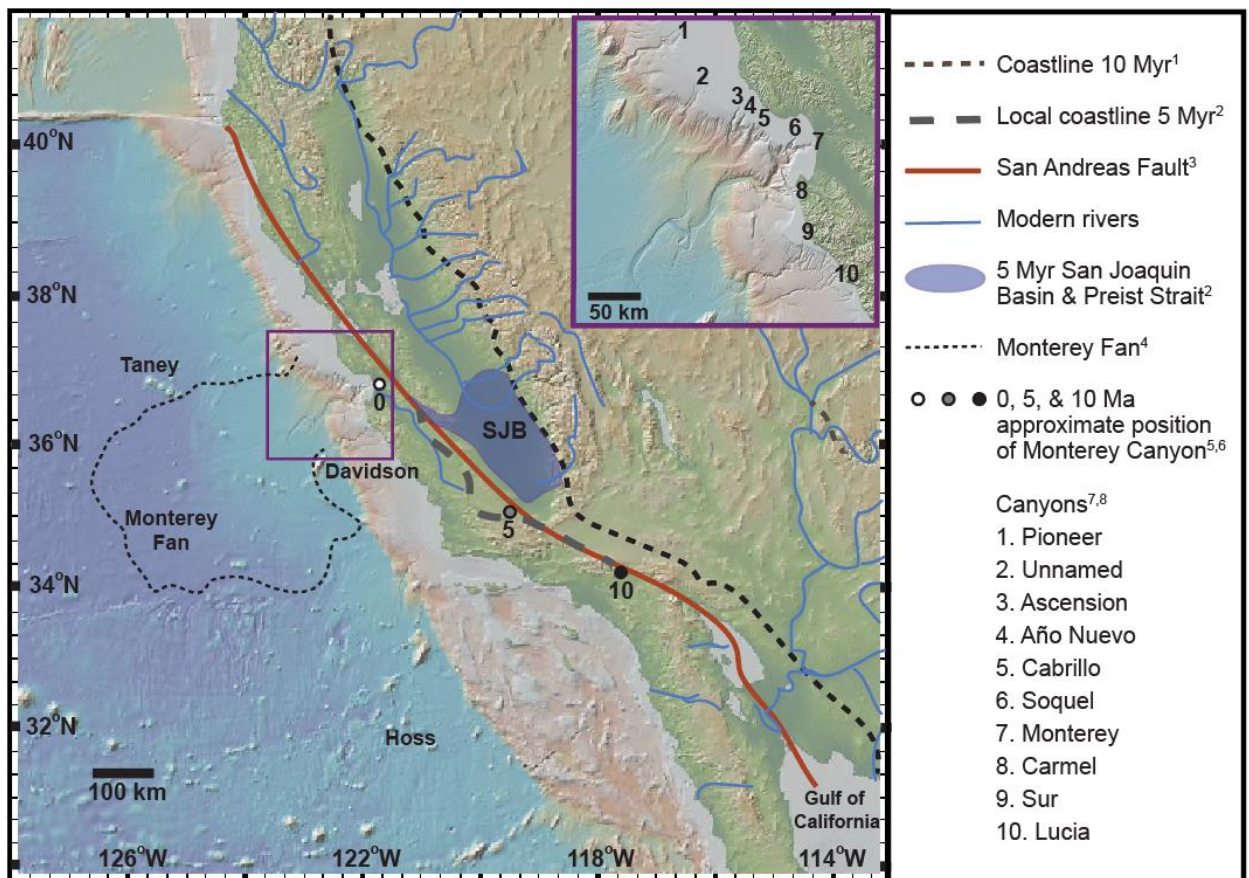 40°N
38°N
36°N
34°N
32°N
126°W
122°W
118°W
114°W
Taney
Davidson
Monterey
Fan
Hoss
SJB
0
5
10
Gulf of
California
100 km
1
2
3
4
5
6
7
8
9
10
50 km
Coastline 10 Myr¹
Local coastline 5 Myr²
San Andreas Fault³
Modern rivers
5 Myr San Joaquin
Basin & Preist Strait²
Monterey Fan⁴
0, 5, & 10 Ma
approximate position
of Monterey Canyon⁵,⁶
Canyons⁷,⁸
1. Pioneer
2. Unnamed
3. Ascension
4. Año Nuevo
5. Cabrillo
6. Soquel
7. Monterey
8. Carmel
9. Sur
10. Lucia